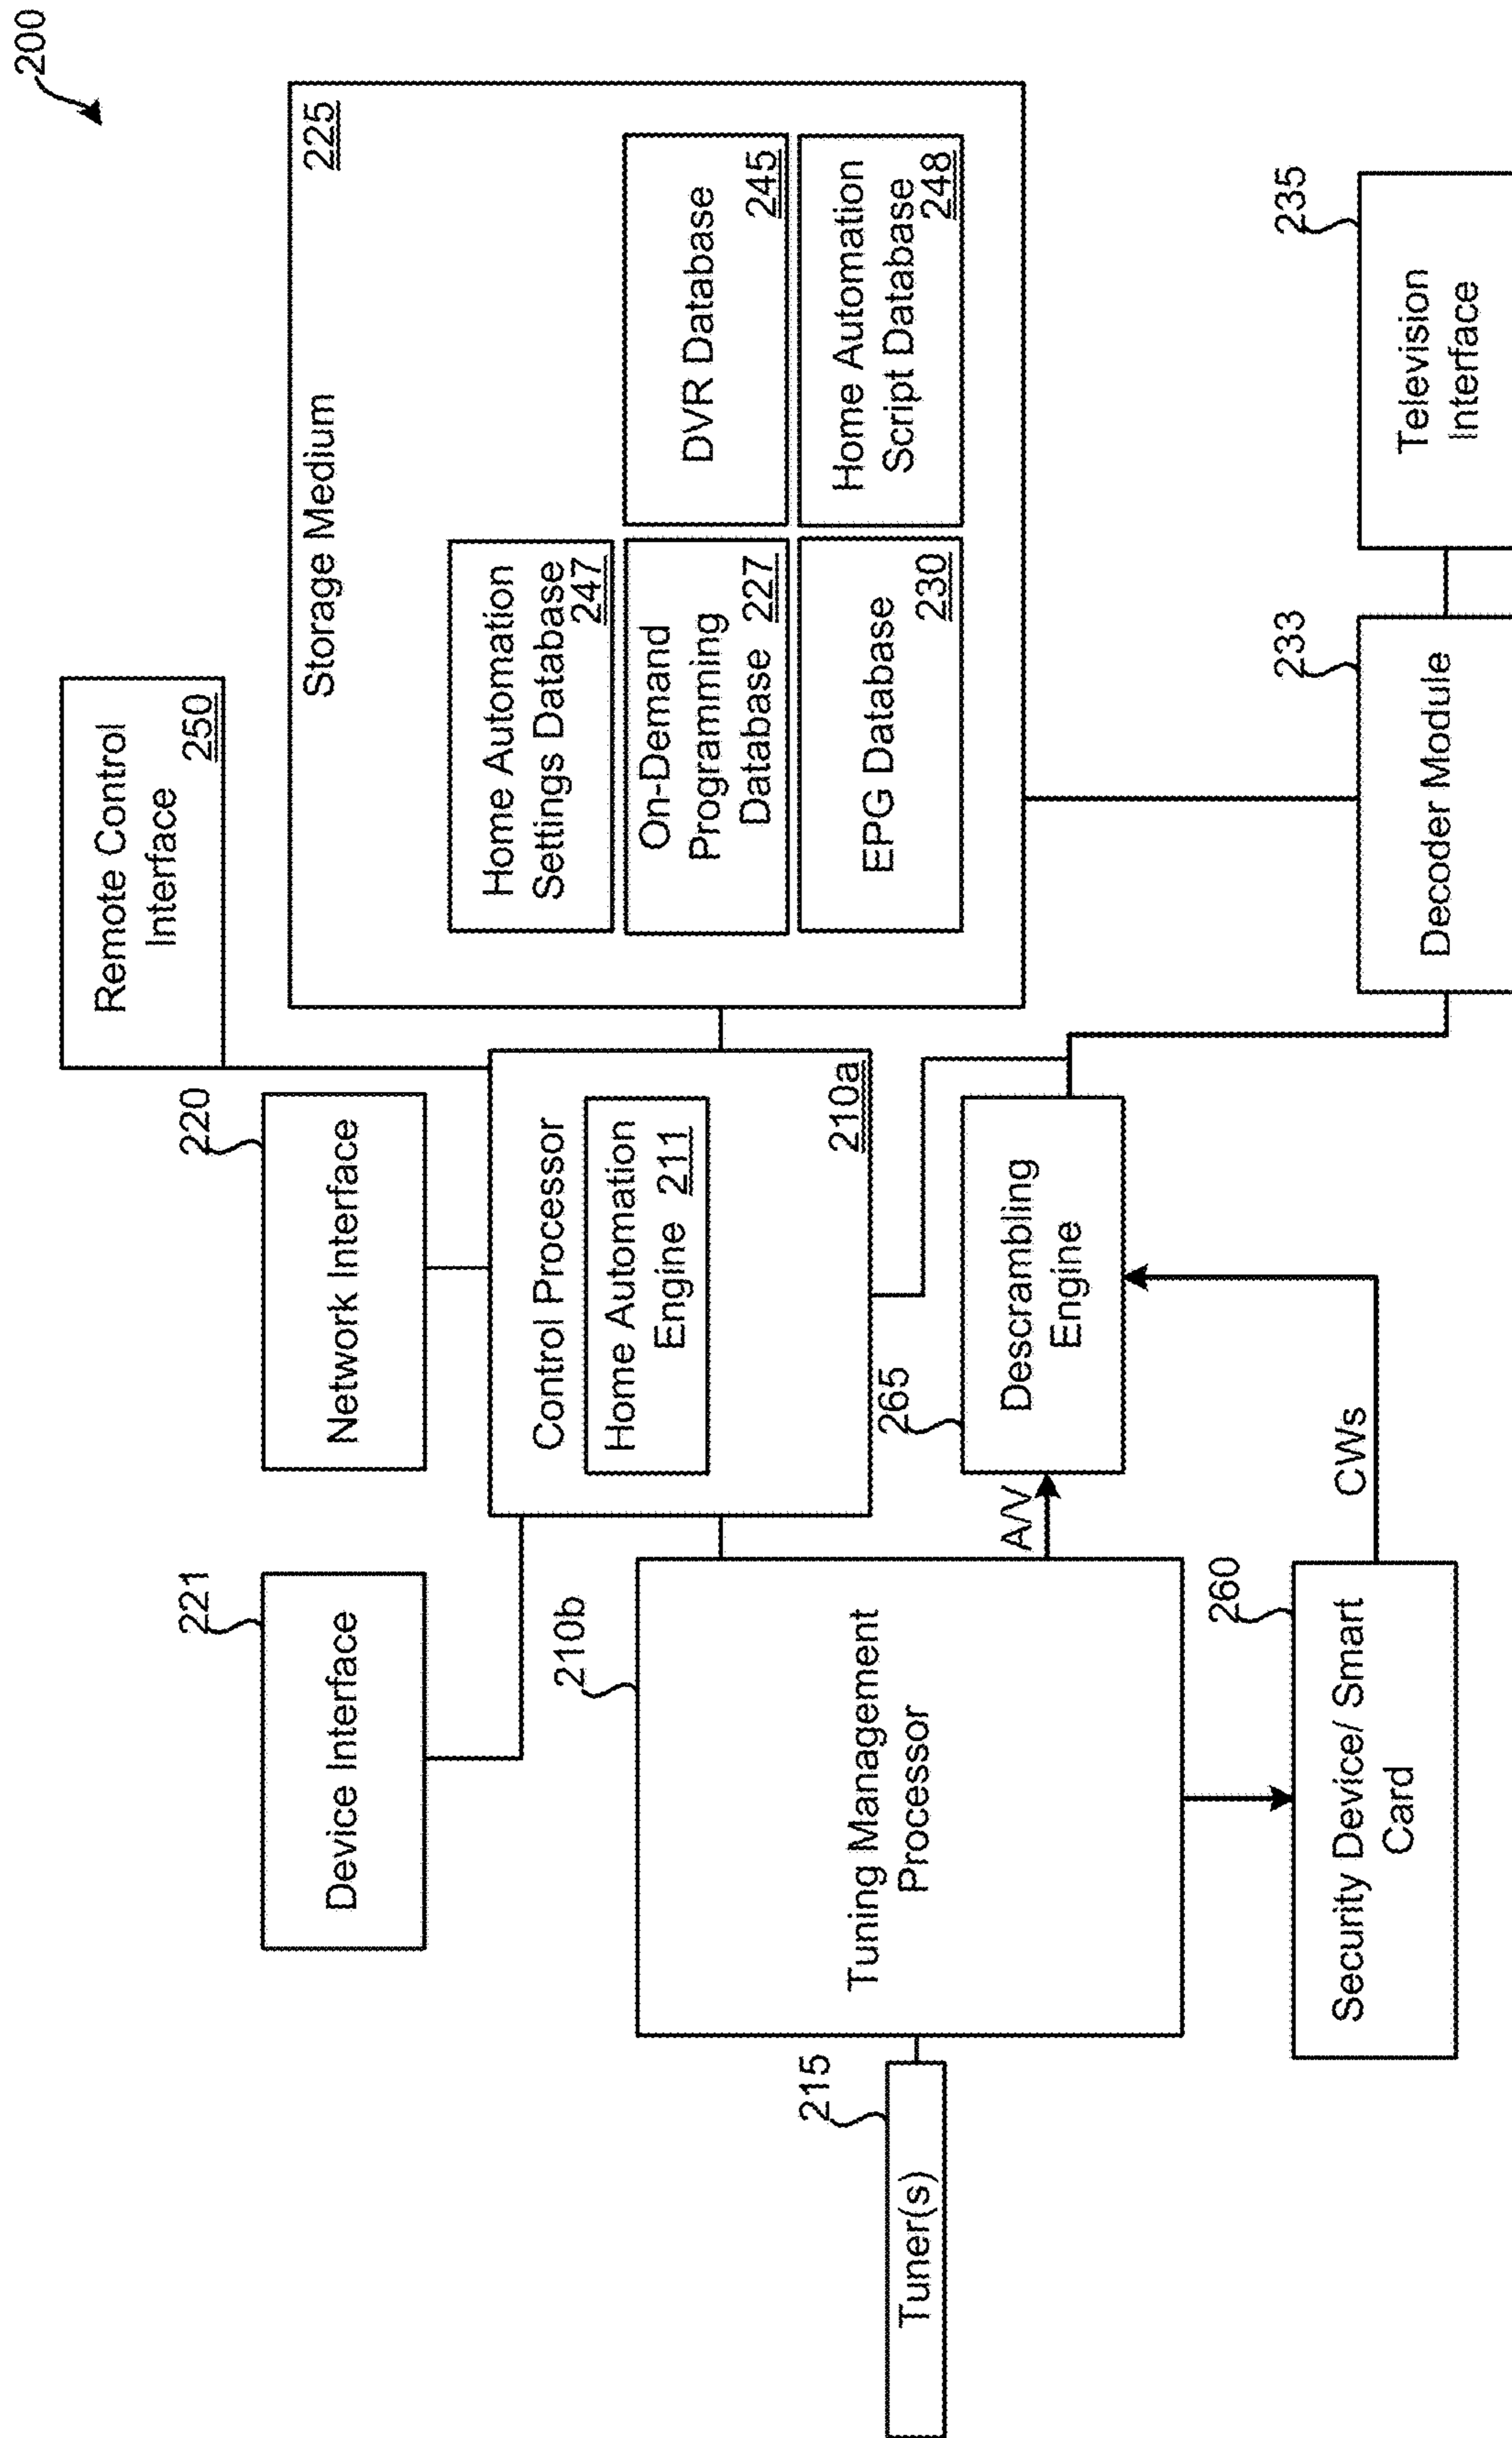 200
Remote Control
Interface
250
Storage Medium
225
Home Automation
Settings Database
247
On-Demand
Programming
Database 227
DVR Database
245
EPG Database
230
Home Automation
Script Database
248
221
Device Interface
220
Network Interface
Control Processor
Home Automation
Engine 211
210a
210b
Tuning Management
Processor
215
Tuner(s)
A/V
265
Descrambling
Engine
CWs
260
Security Device/ Smart
Card
233
Decoder Module
235
Television
Interface